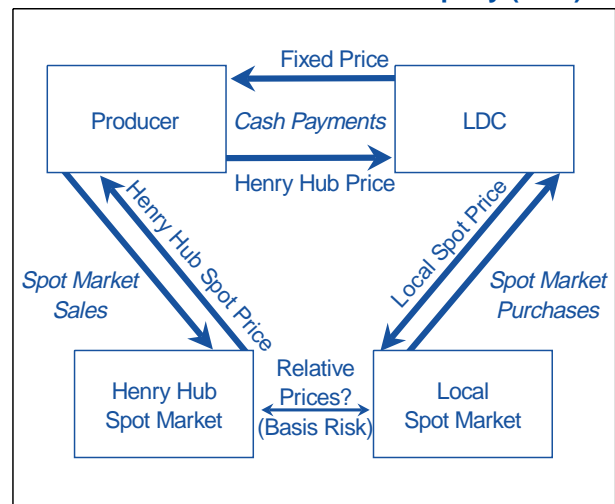 Fixed Price
Producer
Cash Payments
LDC
Henry Hub Price
Henry Hub Spot Price
Local Spot Price
Spot Market
Sales
Spot Market
Purchases
Henry Hub
Spot Market
Relative
Prices?
(Basis Risk)
Local
Spot Market